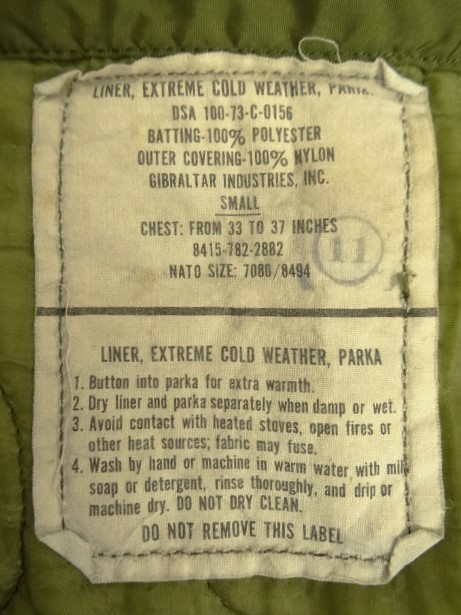 LINER, EXTREME COLD WEATHER, PARKA
DSA 100-73-C-0156
BATTING-100% POLYESTER
OUTER COVERING-100% NYLON
GIBRALTAR INDUSTRIES, INC.
SMALL
CHEST: FROM 33 TO 37 INCHES
8415-782-2882
NATO SIZE: 7080/8494
11
LINER, EXTREME COLD WEATHER, PARKA
1. Button into parka for extra warmth.
2. Dry liner and parka separately when damp or wet.
3. Avoid contact with heated stoves, open fires or
other heat sources; fabric may fuse.
4. Wash by hand or machine in warm water with mild
soap or detergent, rinse thoroughly, and drip or
machine dry. DO NOT DRY CLEAN.
DO NOT REMOVE THIS LABEL